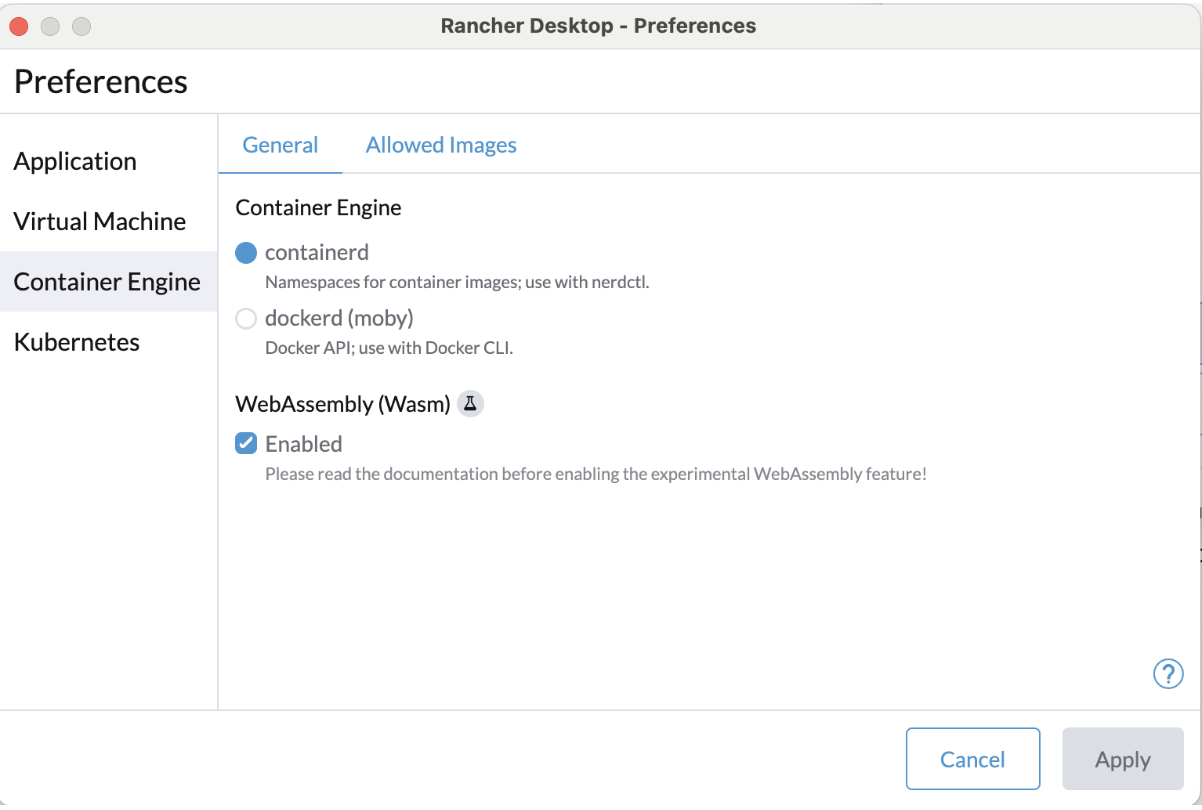 Rancher Desktop - Preferences
Preferences
Application
Virtual Machine
Container Engine
Kubernetes
General
Allowed Images
Container Engine
containerd
Namespaces for container images; use with nerdctl.
dockerd (moby)
Docker API; use with Docker CLI.
WebAssembly (Wasm)
Enabled
Please read the documentation before enabling the experimental WebAssembly feature!
?
Cancel
Apply